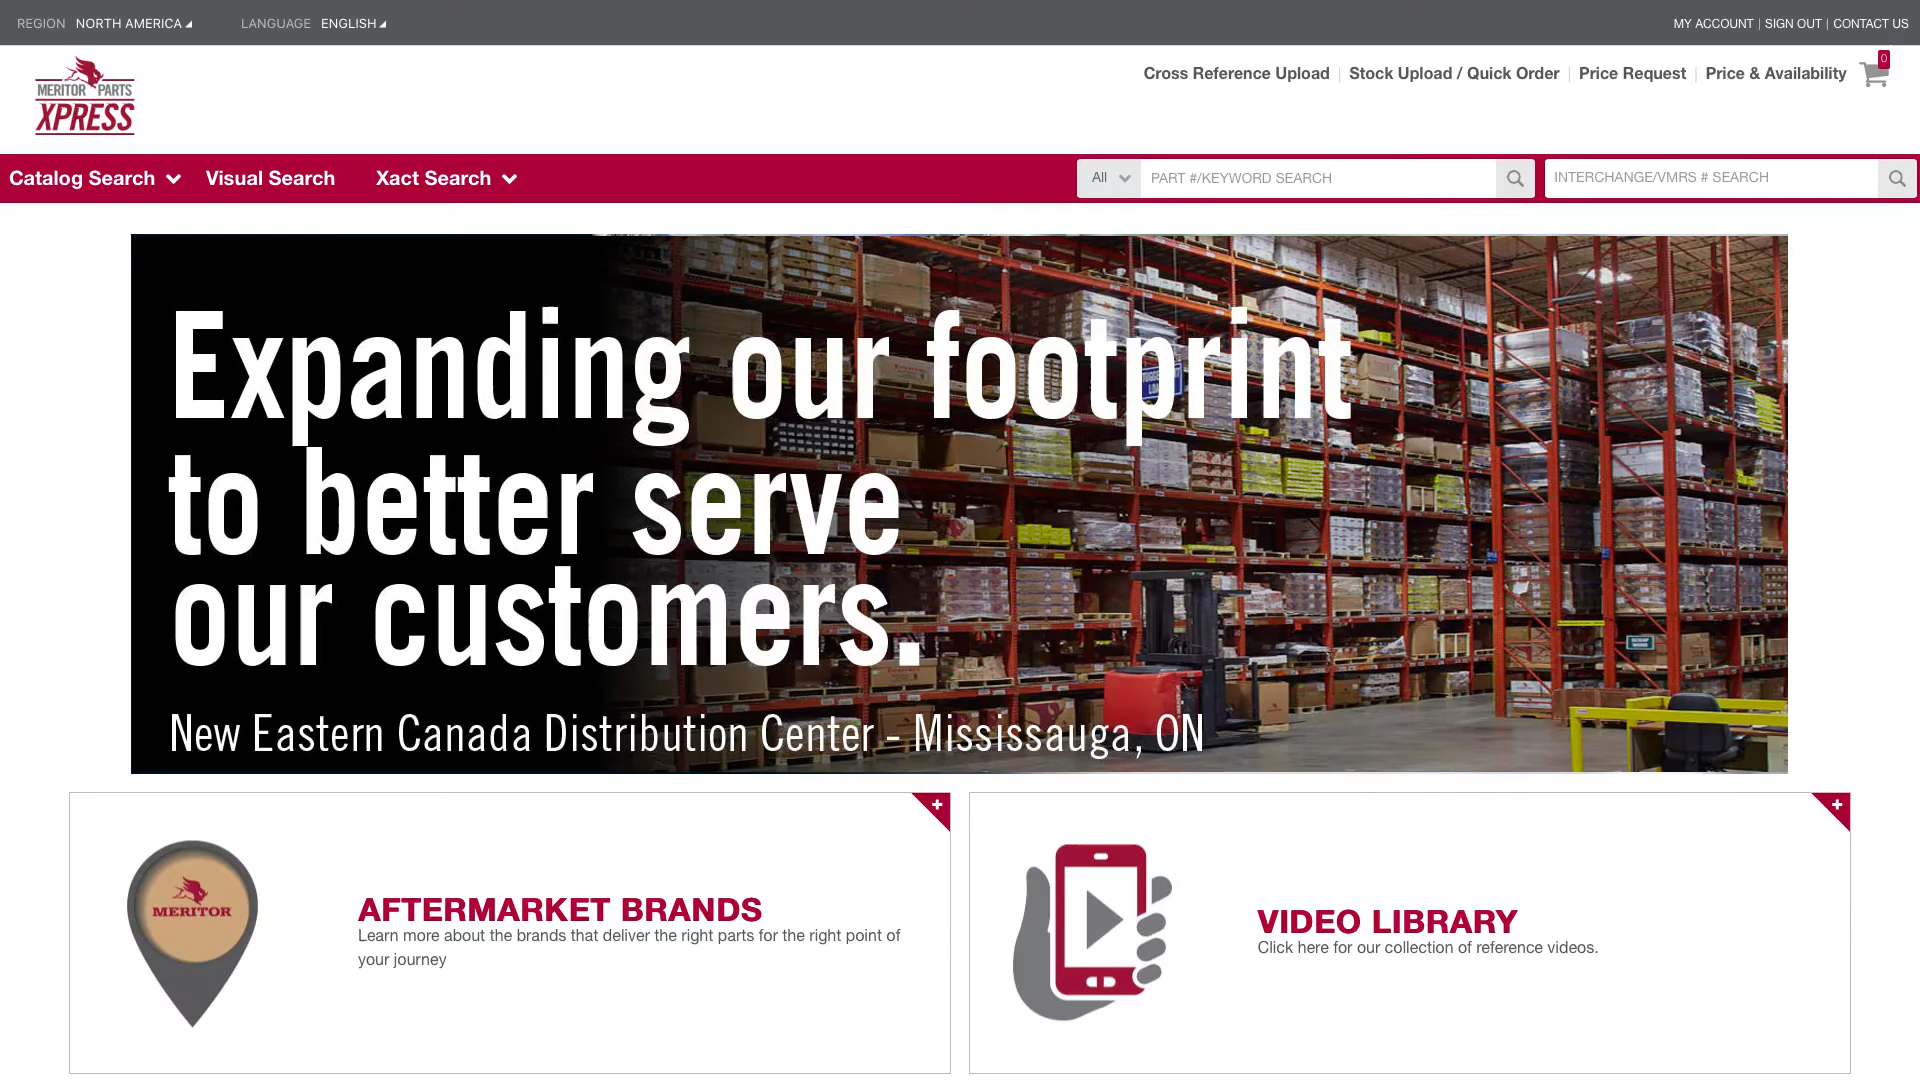 REGION NORTH AMERICA LANGUAGE ENGLISH MY ACCOUNT | SIGN OUT | CONTACT US
MERITOR PARTS
XPRESS
Cross Reference Upload | Stock Upload / Quick Order | Price Request | Price & Availability 0
Catalog Search Visual Search Xact Search All PART #/KEYWORD SEARCH INTERCHANGE/VMRS # SEARCH
Expanding our footprint
to better serve
our customers.
New Eastern Canada Distribution Center - Mississauga, ON
MERITOR
AFTERMARKET BRANDS
Learn more about the brands that deliver the right parts for the right point of
your journey
VIDEO LIBRARY
Click here for our collection of reference videos.